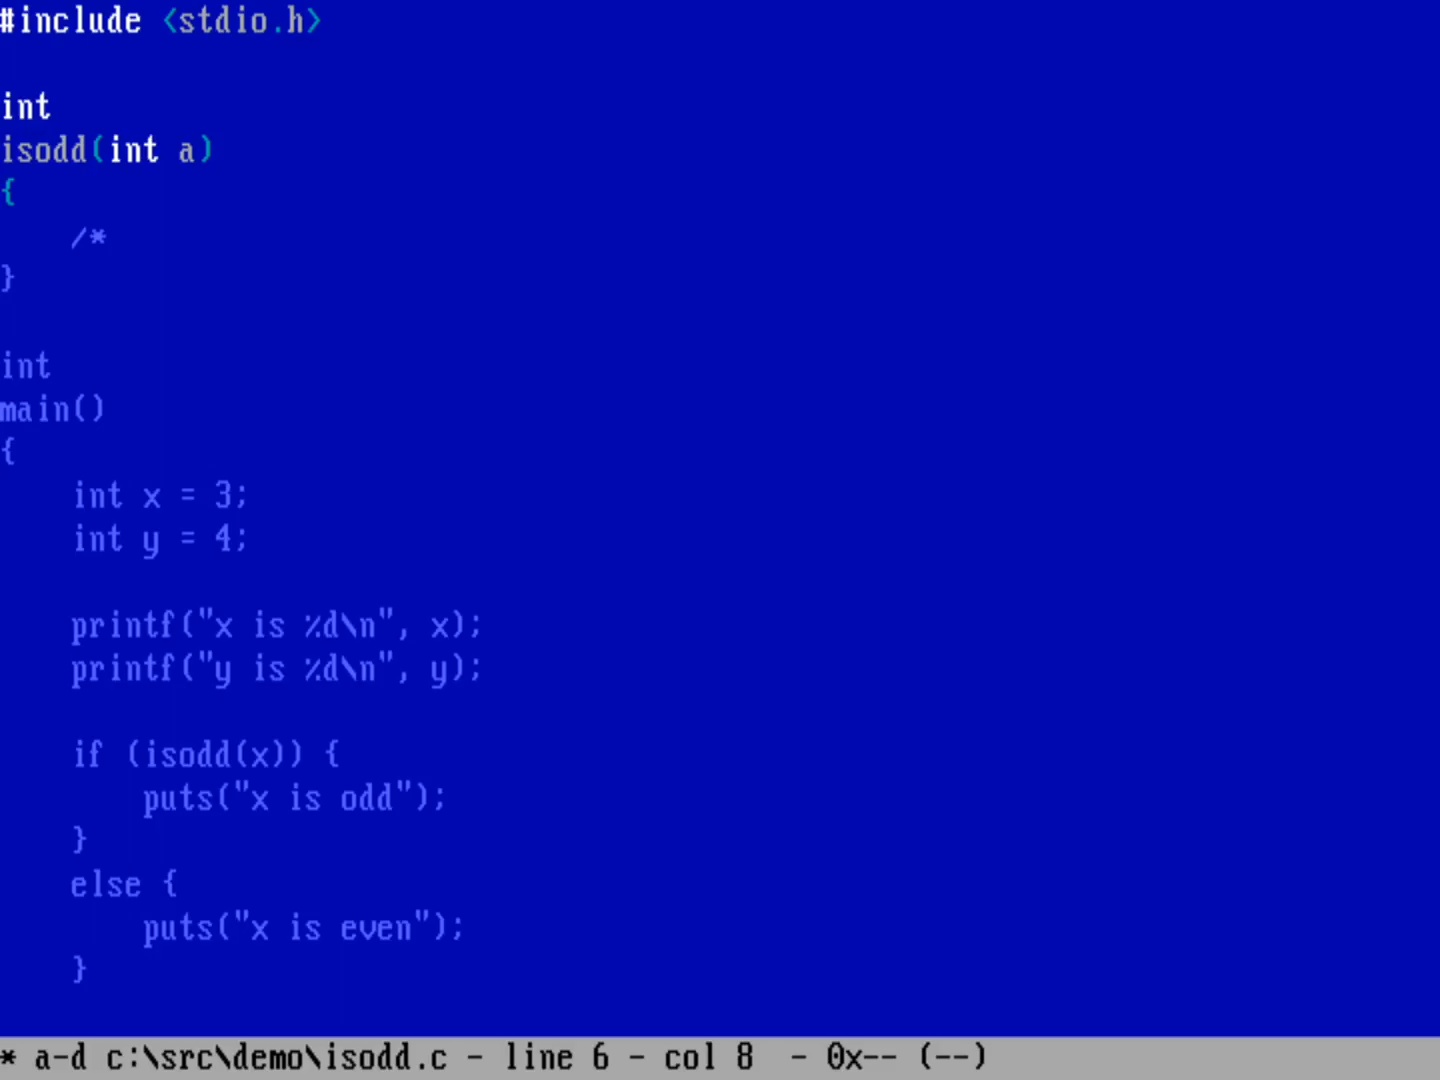 #include <stdio.h>

int
isodd(int a)
{
    /*
}

int
main()
{
    int x = 3;
    int y = 4;

    printf("x is %d\n", x);
    printf("y is %d\n", y);

    if (isodd(x)) {
        puts("x is odd");
    }
    else {
        puts("x is even");
    }

* a-d c:\src\demo\isodd.c - line 6 - col 8  - 0x-- (--)